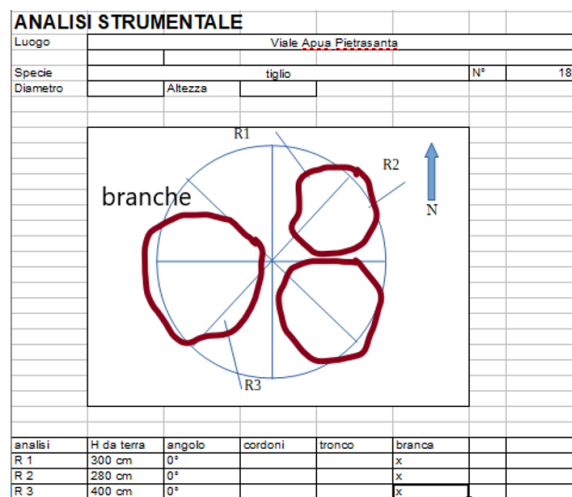 ANALISI STRUMENTALE
Luogo Viale Apua Pietrasanta
Specie tiglio N° 18
Diametro Altezza
R1
R2
branche
N
R3
analisi H da terra angolo cordoni tronco branca
R 1 300 cm 0° x
R 2 280 cm 0° x
R 3 400 cm 0° x